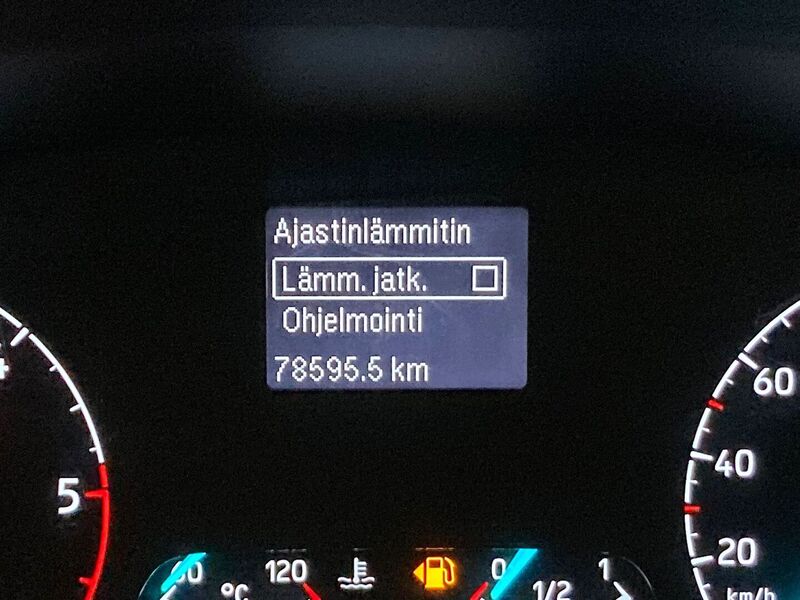 Ajastinlämmitin
Lämm. jatk.
Ohjelmointi
78595.5 km
5
60
40
20
km/h
120
°C
0
1/2
1